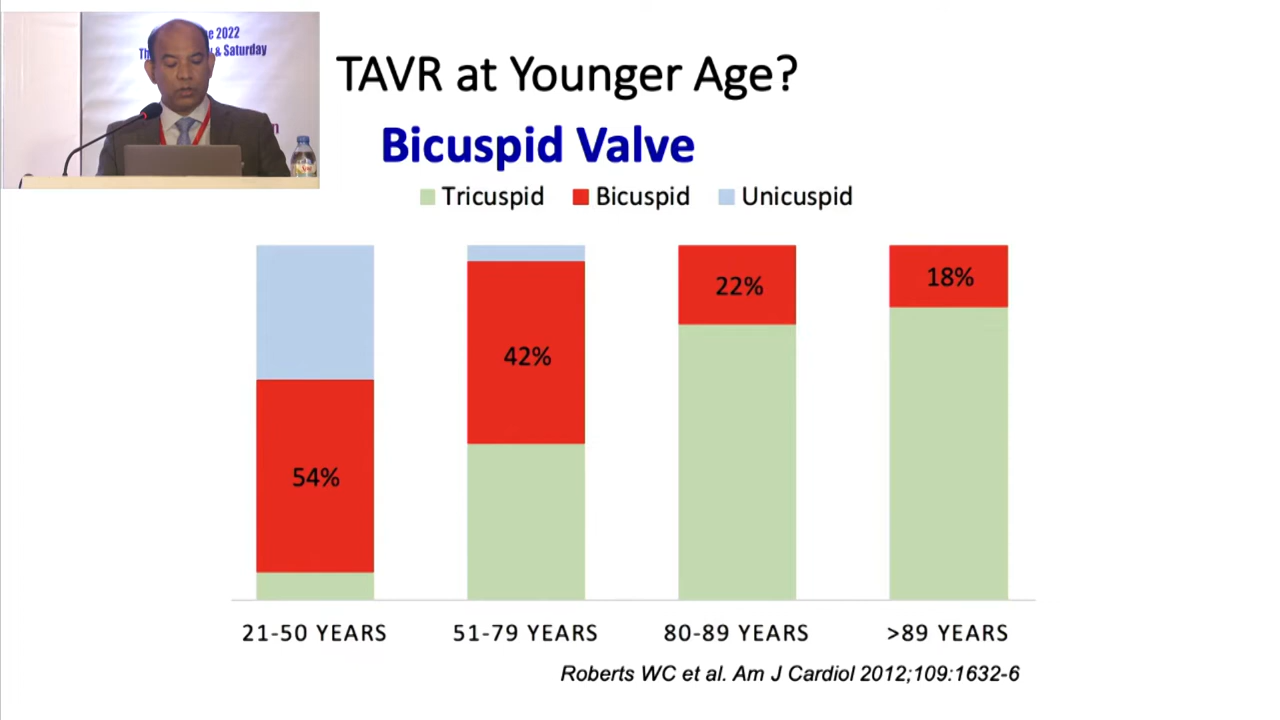 ne 2022
& Saturday
TAVR at Younger Age?
Bicuspid Valve
Tricuspid Bicuspid Unicuspid
54%
42%
22%
18%
21-50 YEARS 51-79 YEARS 80-89 YEARS >89 YEARS
Roberts WC et al. Am J Cardiol 2012;109:1632-6